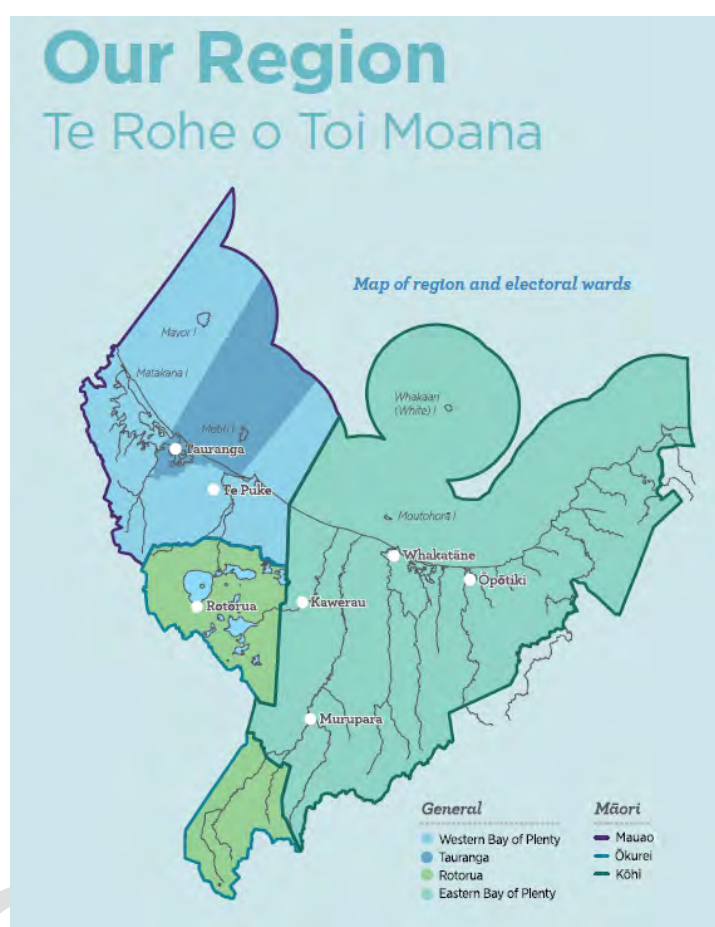 Our Region
Te Rohe o Toi Moana
Map of region and electoral wards
Mayor I
Matakana I
Whakaari
(White) I
Motiti I
Tauranga
Te Puke
Moutohorā I
Whakatāne
Ōpōtiki
Rotorua
Kawerau
Murupara
General
Māori
Western Bay of Plenty
Mauao
Tauranga
Ōkurei
Rotorua
Kōhi
Eastern Bay of Plenty